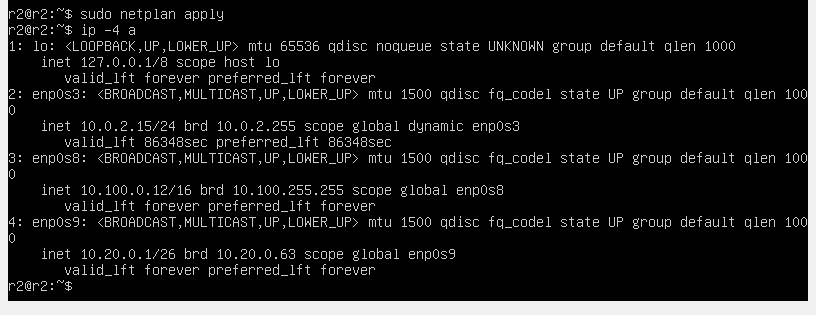 r2@r2:~$ sudo netplan apply
r2@r2:~$ ip -4 a
1: lo: <LOOPBACK,UP,LOWER_UP> mtu 65536 qdisc noqueue state UNKNOWN group default qlen 1000
    inet 127.0.0.1/8 scope host lo
       valid_lft forever preferred_lft forever
2: enp0s3: <BROADCAST,MULTICAST,UP,LOWER_UP> mtu 1500 qdisc fq_codel state UP group default qlen 100
0
    inet 10.0.2.15/24 brd 10.0.2.255 scope global dynamic enp0s3
       valid_lft 86348sec preferred_lft 86348sec
3: enp0s8: <BROADCAST,MULTICAST,UP,LOWER_UP> mtu 1500 qdisc fq_codel state UP group default qlen 100
0
    inet 10.100.0.12/16 brd 10.100.255.255 scope global enp0s8
       valid_lft forever preferred_lft forever
4: enp0s9: <BROADCAST,MULTICAST,UP,LOWER_UP> mtu 1500 qdisc fq_codel state UP group default qlen 100
0
    inet 10.20.0.1/26 brd 10.20.0.63 scope global enp0s9
       valid_lft forever preferred_lft forever
r2@r2:~$